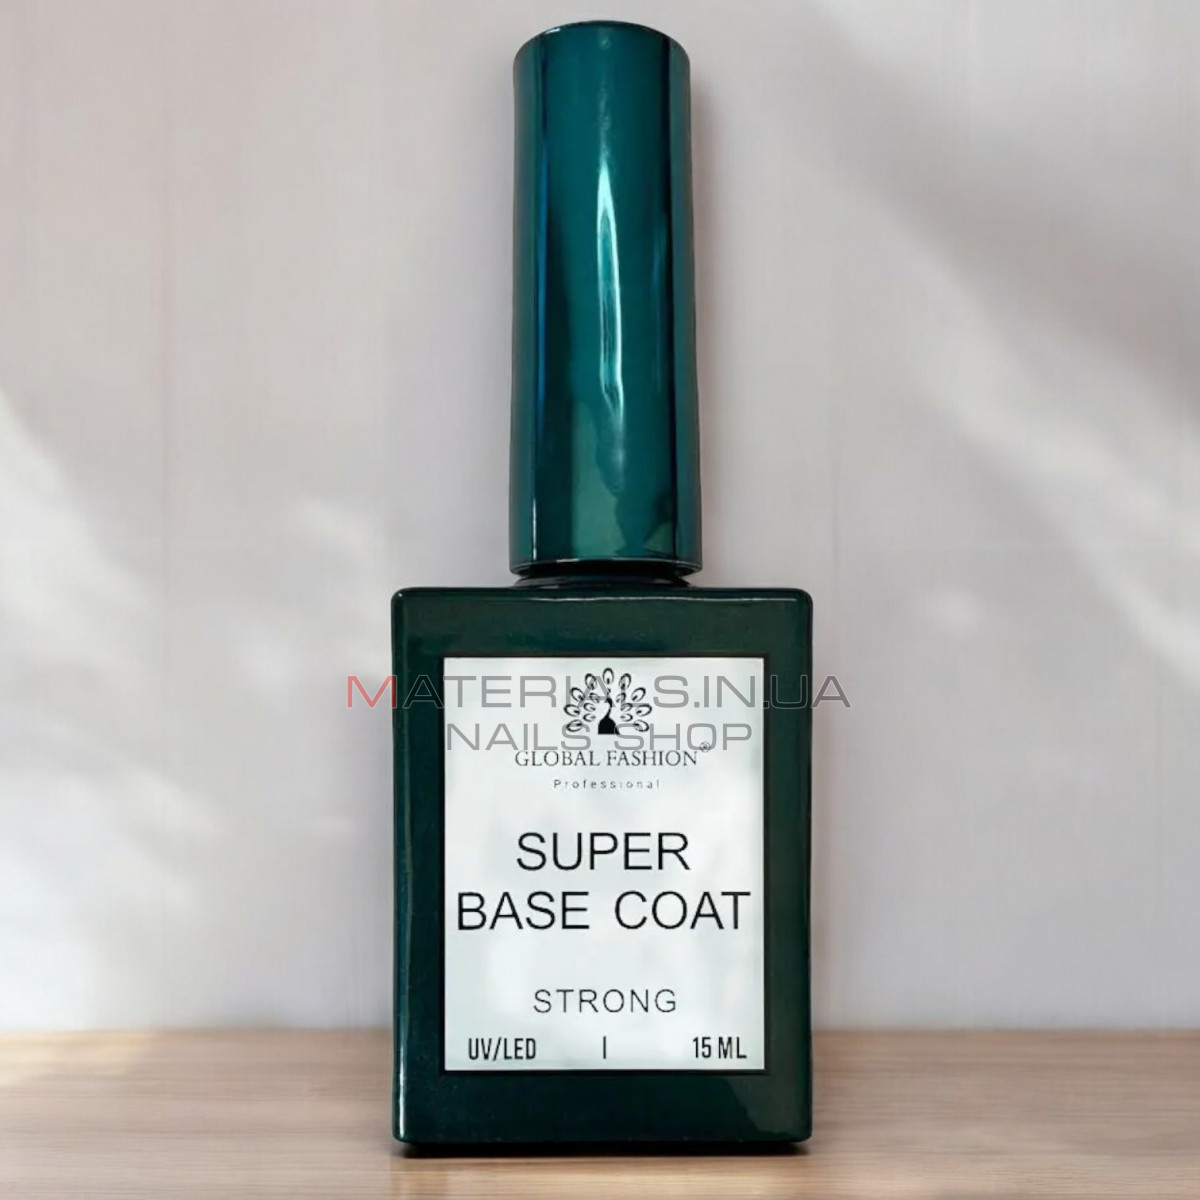 MATERIALS.IN.UA
NAILS SHOP
GLOBAL FASHION®
Professional
SUPER
BASE COAT
STRONG
UV/LED | 15 ML